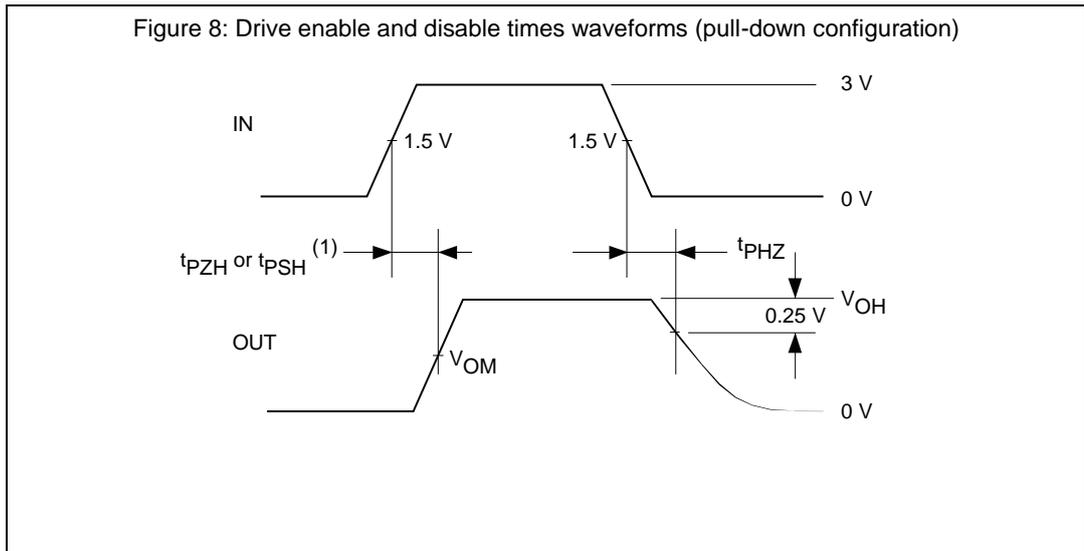 Figure 8: Drive enable and disable times waveforms (pull-down configuration)
3 V
IN
1.5 V
1.5 V
0 V
tPZH or tPSH (1)
tPHZ
VOH
0.25 V
OUT
VOM
0 V